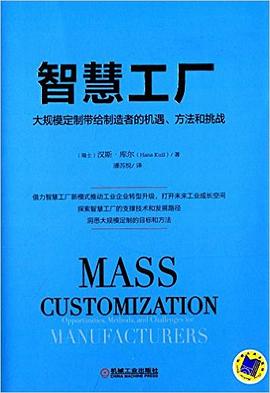 智慧工厂
大规模定制带给制造者的机遇、方法和挑战
（瑞士）汉斯·库尔（Hans Kull）/著
潘苏悦/译
借力智慧工厂新模式推动工业企业转型升级，打开未来工业成长空间
探索智慧工厂的支撑技术和发展路径
洞悉大规模定制的目标和方法
MASS
CUSTOMIZATION
Opportunities, Methods, and Challenges for
MANUFACTURERS
机械工业出版社
CHINA MACHINE PRESS